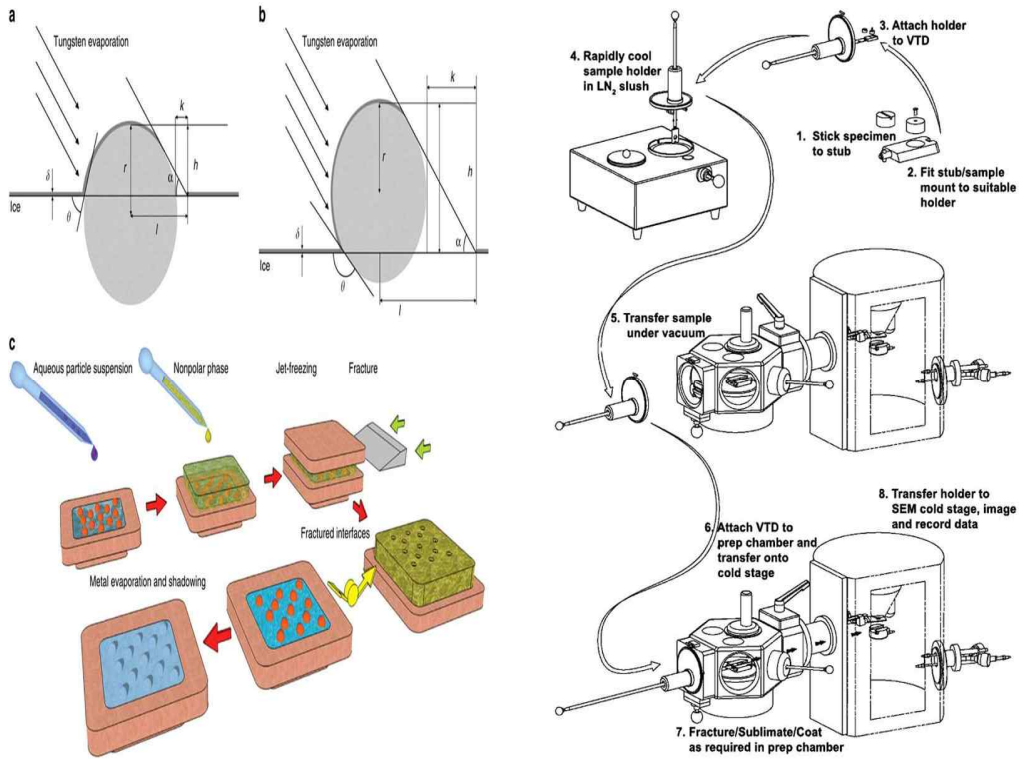 a
Tungsten evaporation
k
r
h
α
δ
Ice
θ
l
b
Tungsten evaporation
k
r
h
α
δ
Ice
θ
l
c
Aqueous particle suspension
Nonpolar phase
Jet-freezing
Fracture
Fractured interfaces
Metal evaporation and shadowing
1. Stick specimen
to stub
2. Fit stub/sample
mount to suitable
holder
3. Attach holder
to VTD
4. Rapidly cool
sample holder
in LN2 slush
5. Transfer sample
under vacuum
6. Attach VTD to
prep chamber and
transfer onto
cold stage
7. Fracture/Sublimate/Coat
as required in prep chamber
8. Transfer holder to
SEM cold stage, image
and record data